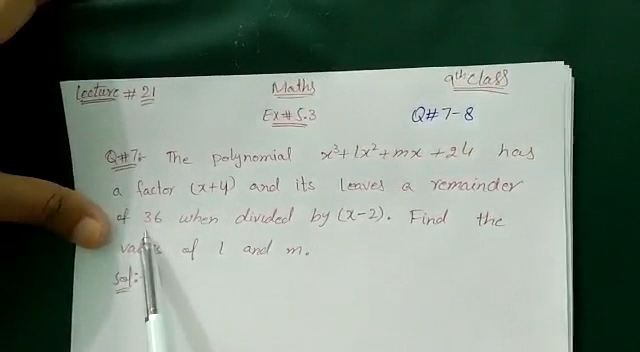 Lecture # 21 Maths 9th Class
Ex # 5.3 Q# 7-8
Q#7:- The polynomial x³+lx²+mx+24 has
a factor (x+4) and its leaves a remainder
of 36 when divided by (x-2). Find the
of l and m.
Sol:-